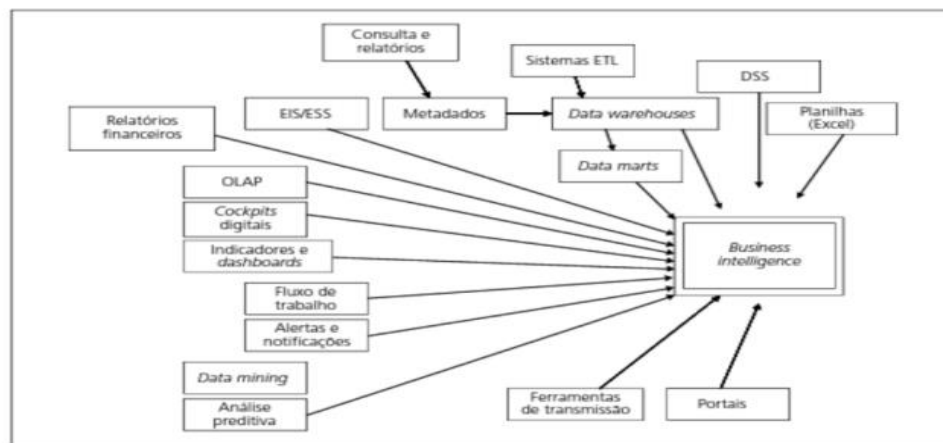 Consulta e
relatórios
Sistemas ETL
DSS
Relatórios
financeiros
EIS/ESS
Metadados
Data warehouses
Planilhas
(Excel)
Data marts
OLAP
Cockpits
digitais
Indicadores e
dashboards
Business
intelligence
Fluxo de
trabalho
Alertas e
notificações
Data mining
Análise
preditiva
Ferramentas
de transmissão
Portais